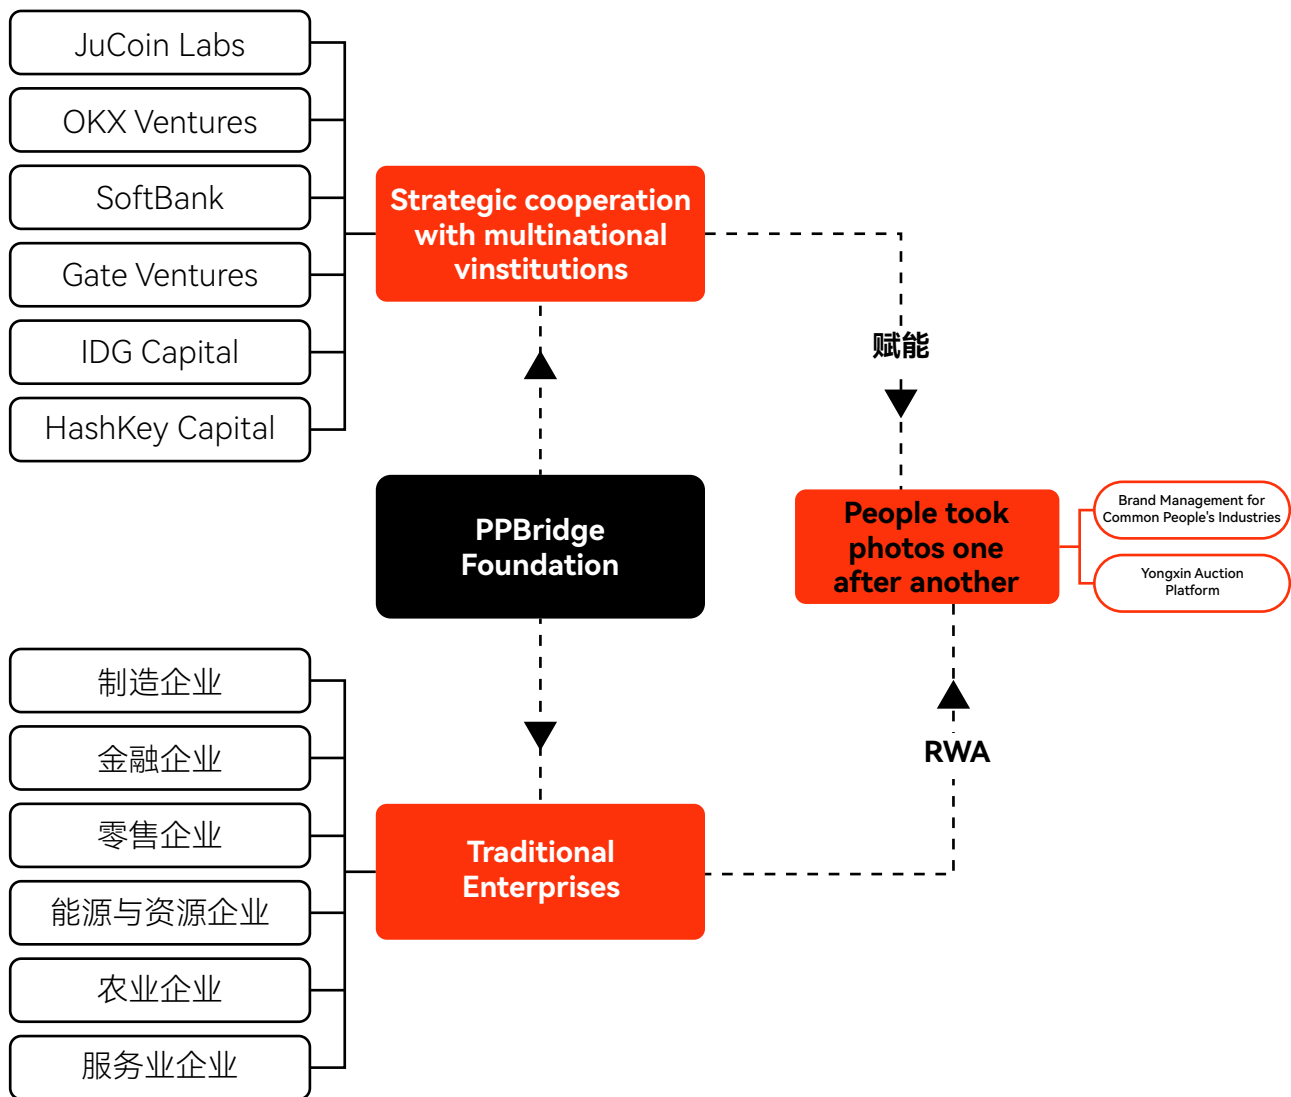 JuCoin Labs
OKX Ventures
SoftBank
Gate Ventures
IDG Capital
HashKey Capital
Strategic cooperation
with multinational
vinstitutions
赋能
PPBridge
Foundation
People took
photos one
after another
Brand Management for
Common People's Industries
Yongxin Auction
Platform
制造企业
金融企业
零售企业
能源与资源企业
农业企业
服务业企业
Traditional
Enterprises
RWA